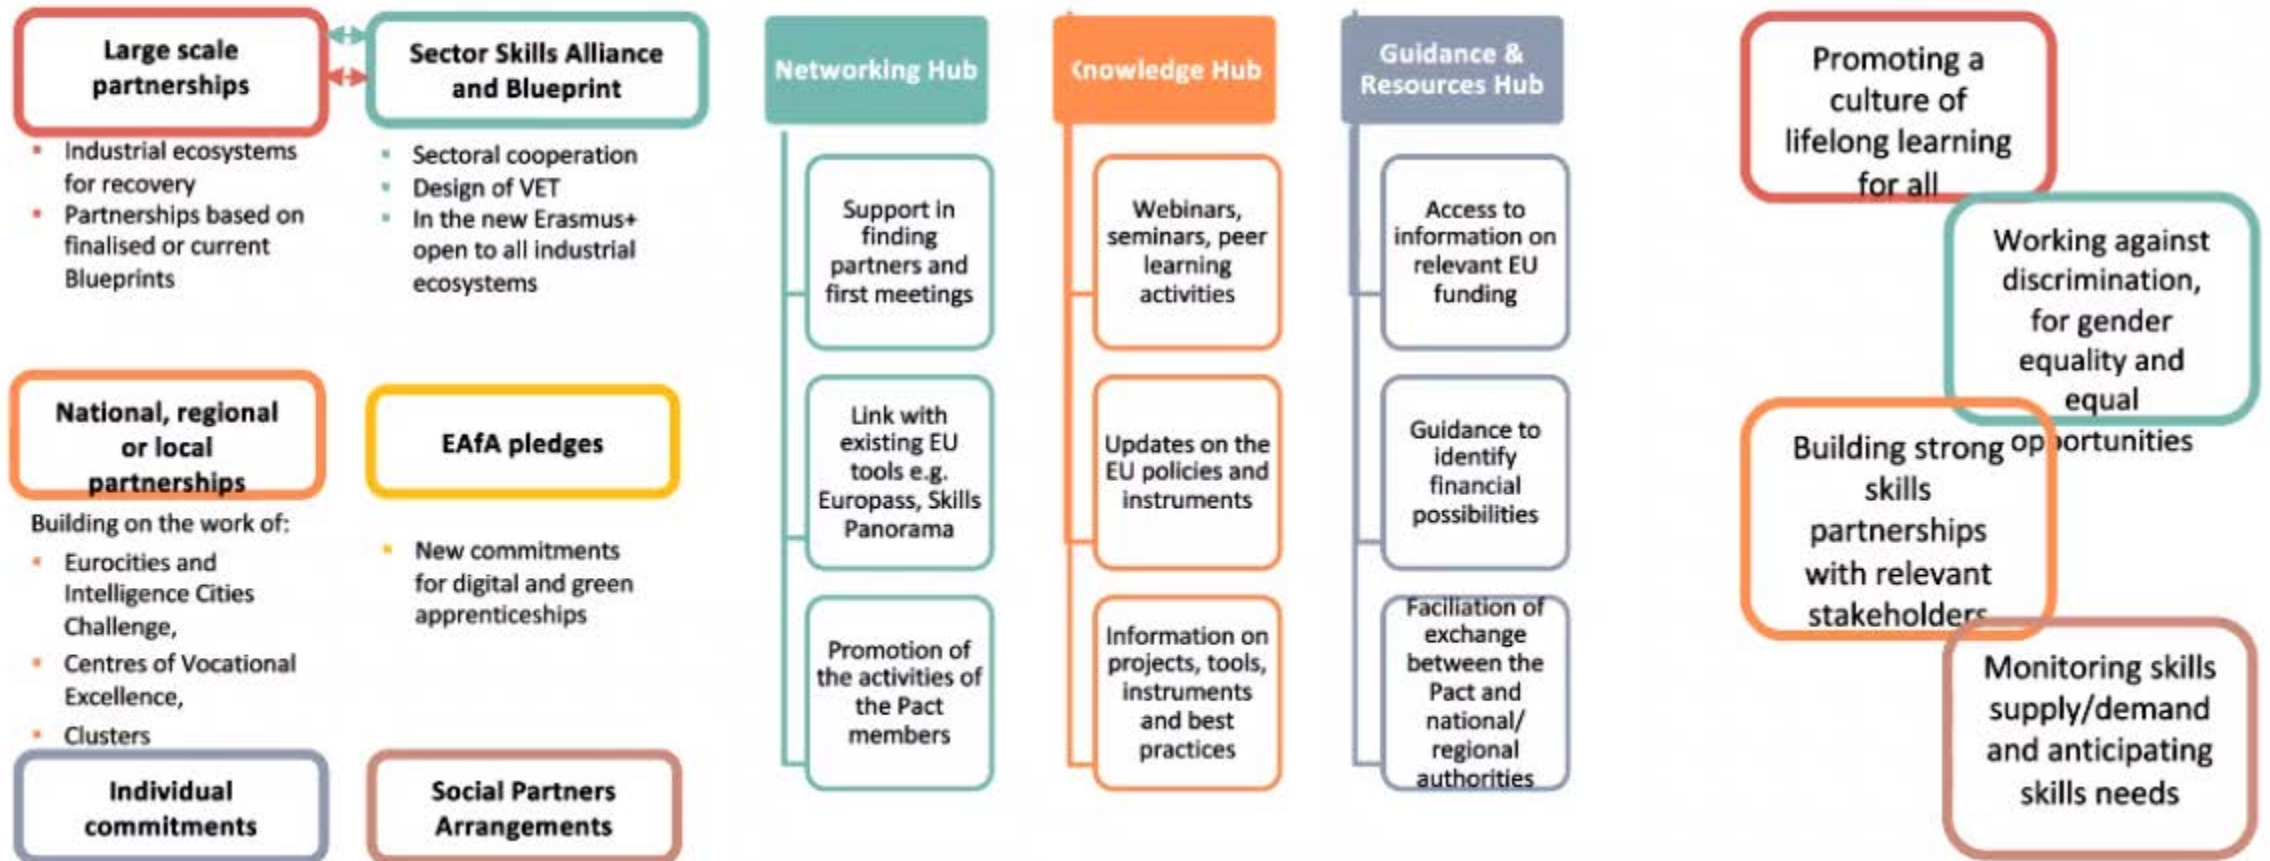 Large scale
partnerships
Sector Skills Alliance
and Blueprint
Industrial ecosystems
for recovery
Partnerships based on
finalised or current
Blueprints
Sectoral cooperation
Design of VET
In the new Erasmus+
open to all industrial
ecosystems
National, regional
or local
partnerships
EAfA pledges
Building on the work of:
Eurocities and
Intelligence Cities
Challenge,
Centres of Vocational
Excellence,
Clusters
New commitments
for digital and green
apprenticeships
Individual
commitments
Social Partners
Arrangements
Networking Hub
Support in
finding
partners and
first meetings
Link with
existing EU
tools e.g.
Europass, Skills
Panorama
Promotion of
the activities of
the Pact
members
Knowledge Hub
Webinars,
seminars, peer
learning
activities
Updates on the
EU policies and
instruments
Information on
projects, tools,
instruments
and best
practices
Guidance &
Resources Hub
Access to
information on
relevant EU
funding
Guidance to
identify
financial
possibilities
Faciliation of
exchange
between the
Pact and
national/
regional
authorities
Promoting a
culture of
lifelong learning
for all
Working against
discrimination,
for gender
equality and
equal
opportunities
Building strong
skills
partnerships
with relevant
stakeholders
Monitoring skills
supply/demand
and anticipating
skills needs